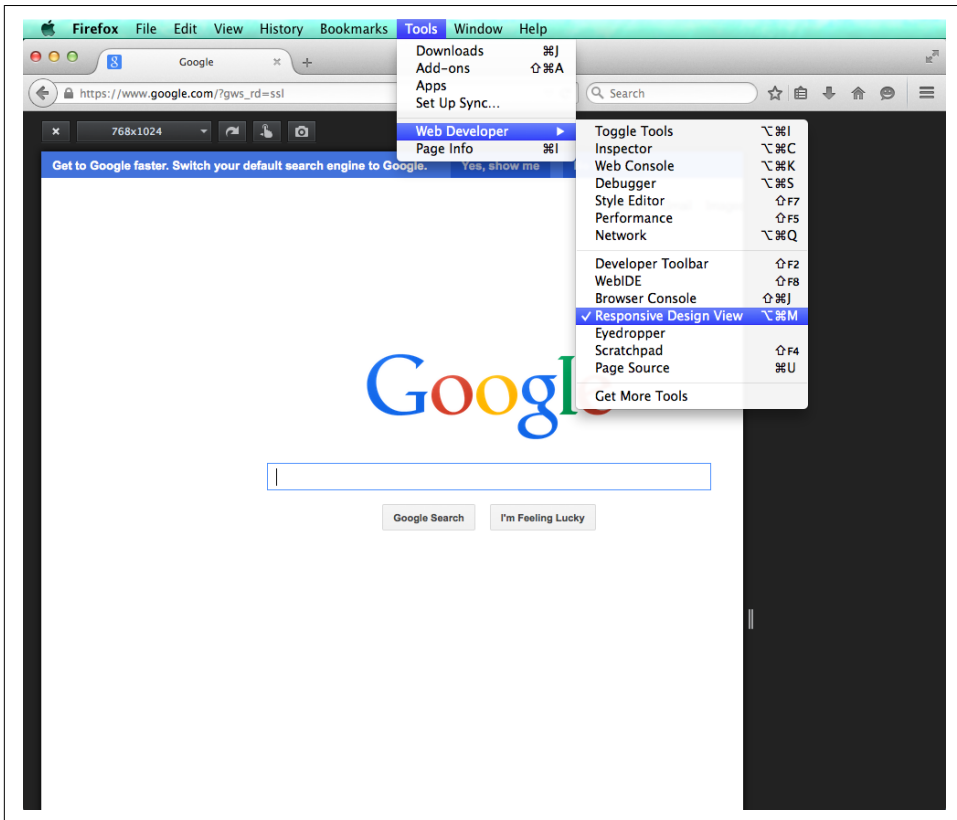 Firefox File Edit View History Bookmarks Tools Window Help
8 Google × +
https://www.google.com/?gws_rd=ssl
Search
Downloads ⌘J
Add-ons ⇧⌘A
Apps
Set Up Sync...
Web Developer ▶
Page Info ⌘I
× 768x1024
Get to Google faster. Switch your default search engine to Google. Yes, show me
Toggle Tools ⌥⌘I
Inspector ⌥⌘C
Web Console ⌥⌘K
Debugger ⌥⌘S
Style Editor ⇧F7
Performance ⇧F5
Network ⌥⌘Q
Developer Toolbar ⇧F2
WebIDE ⇧F8
Browser Console ⇧⌘J
✓ Responsive Design View ⌥⌘M
Eyedropper
Scratchpad ⇧F4
Page Source ⌘U
Get More Tools
Google
Google Search I'm Feeling Lucky